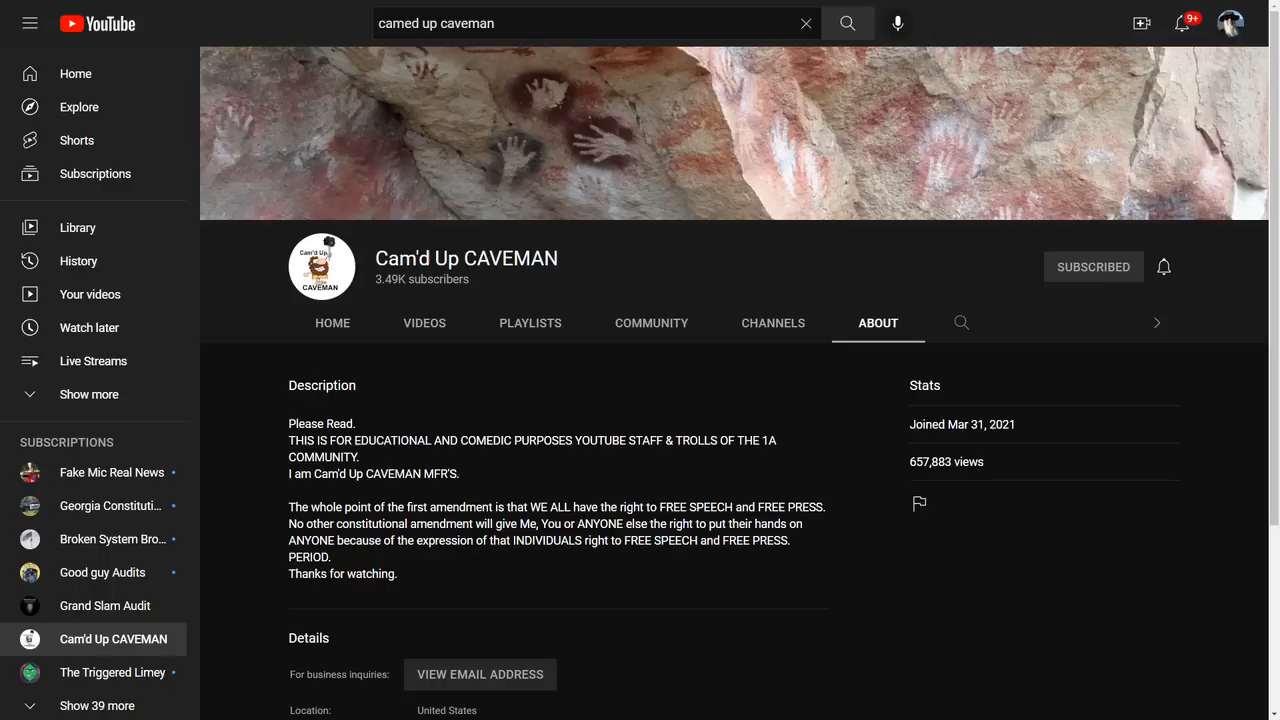 YouTube
camed up caveman
9+
Home
Explore
Shorts
Subscriptions
Library
History
Your videos
Watch later
Live Streams
Show more
SUBSCRIPTIONS
Fake Mic Real News
Georgia Constituti...
Broken System Bro...
Good guy Audits
Grand Slam Audit
Cam'd Up CAVEMAN
The Triggered Limey
Show 39 more
Cam'd Up
CAVEMAN
Cam'd Up CAVEMAN
3.49K subscribers
SUBSCRIBED
HOME VIDEOS PLAYLISTS COMMUNITY CHANNELS ABOUT
Description
Please Read.
THIS IS FOR EDUCATIONAL AND COMEDIC PURPOSES YOUTUBE STAFF & TROLLS OF THE 1A
COMMUNITY.
I am Cam'd Up CAVEMAN MFR'S.
The whole point of the first amendment is that WE ALL have the right to FREE SPEECH and FREE PRESS.
No other constitutional amendment will give Me, You or ANYONE else the right to put their hands on
ANYONE because of the expression of that INDIVIDUALS right to FREE SPEECH and FREE PRESS.
PERIOD.
Thanks for watching.
Details
For business inquiries: VIEW EMAIL ADDRESS
Location: United States
Stats
Joined Mar 31, 2021
657,883 views